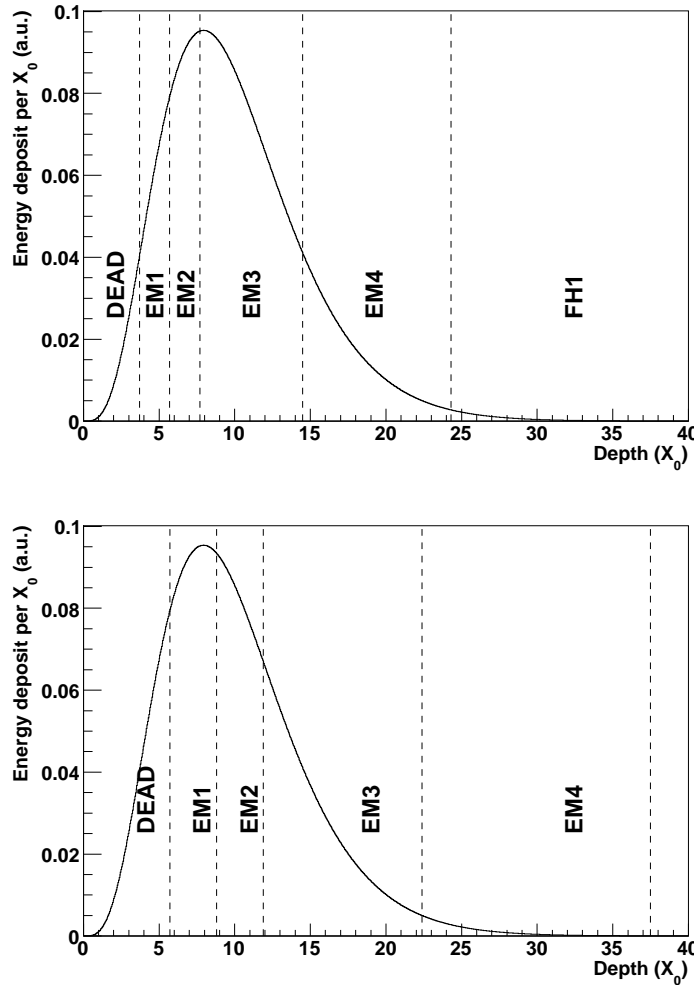 Energy deposit per X0 (a.u.)
0.1
0.08
0.06
0.04
0.02
0
DEAD
EM1
EM2
EM3
EM4
FH1
0 5 10 15 20 25 30 35 40
Depth (X0)
Energy deposit per X0 (a.u.)
0.1
0.08
0.06
0.04
0.02
0
DEAD
EM1
EM2
EM3
EM4
0 5 10 15 20 25 30 35 40
Depth (X0)